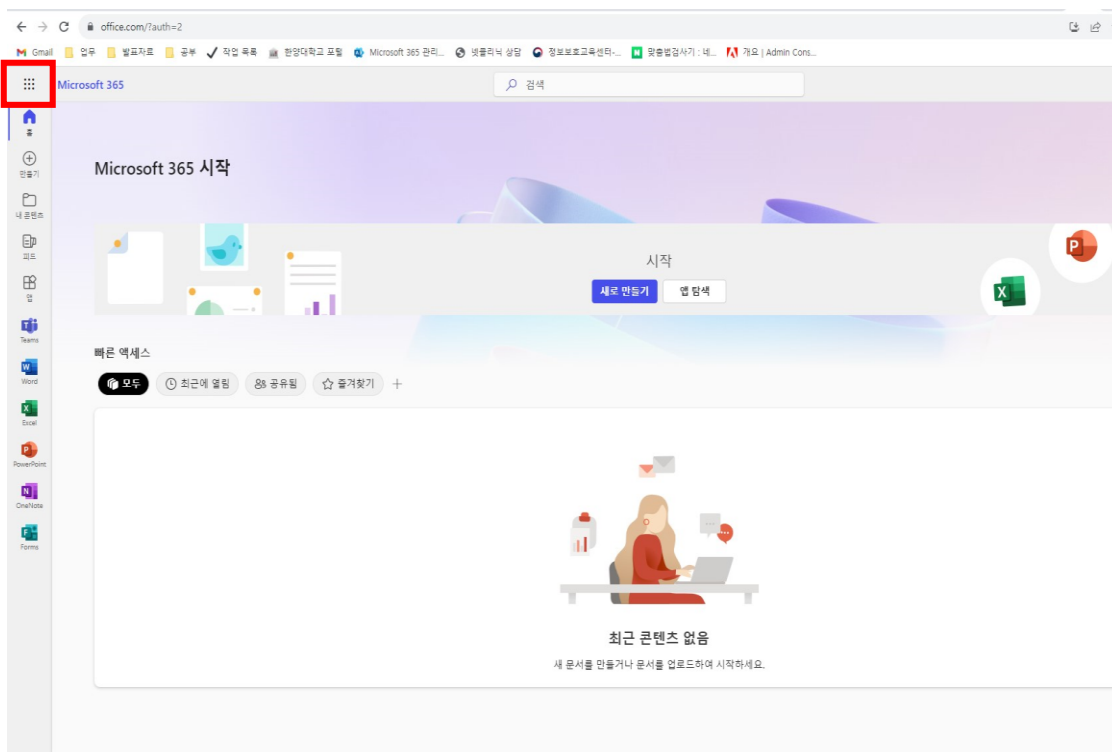 office.com/?auth=2
Gmail 업무 발표자료 공부 작업 목록 한양대학교 포털 Microsoft 365 관리... 넷클리닉 상담 정보보호교육센터-... 맞춤법검사기 : 네... 개요 | Admin Cons...
Microsoft 365
검색
홈
만들기
내 콘텐츠
피드
앱
Teams
Word
Excel
PowerPoint
OneNote
Forms
Microsoft 365 시작
시작
새로 만들기 앱 탐색
빠른 액세스
모두 최근에 열림 공유됨 즐겨찾기
최근 콘텐츠 없음
새 문서를 만들거나 문서를 업로드하여 시작하세요.